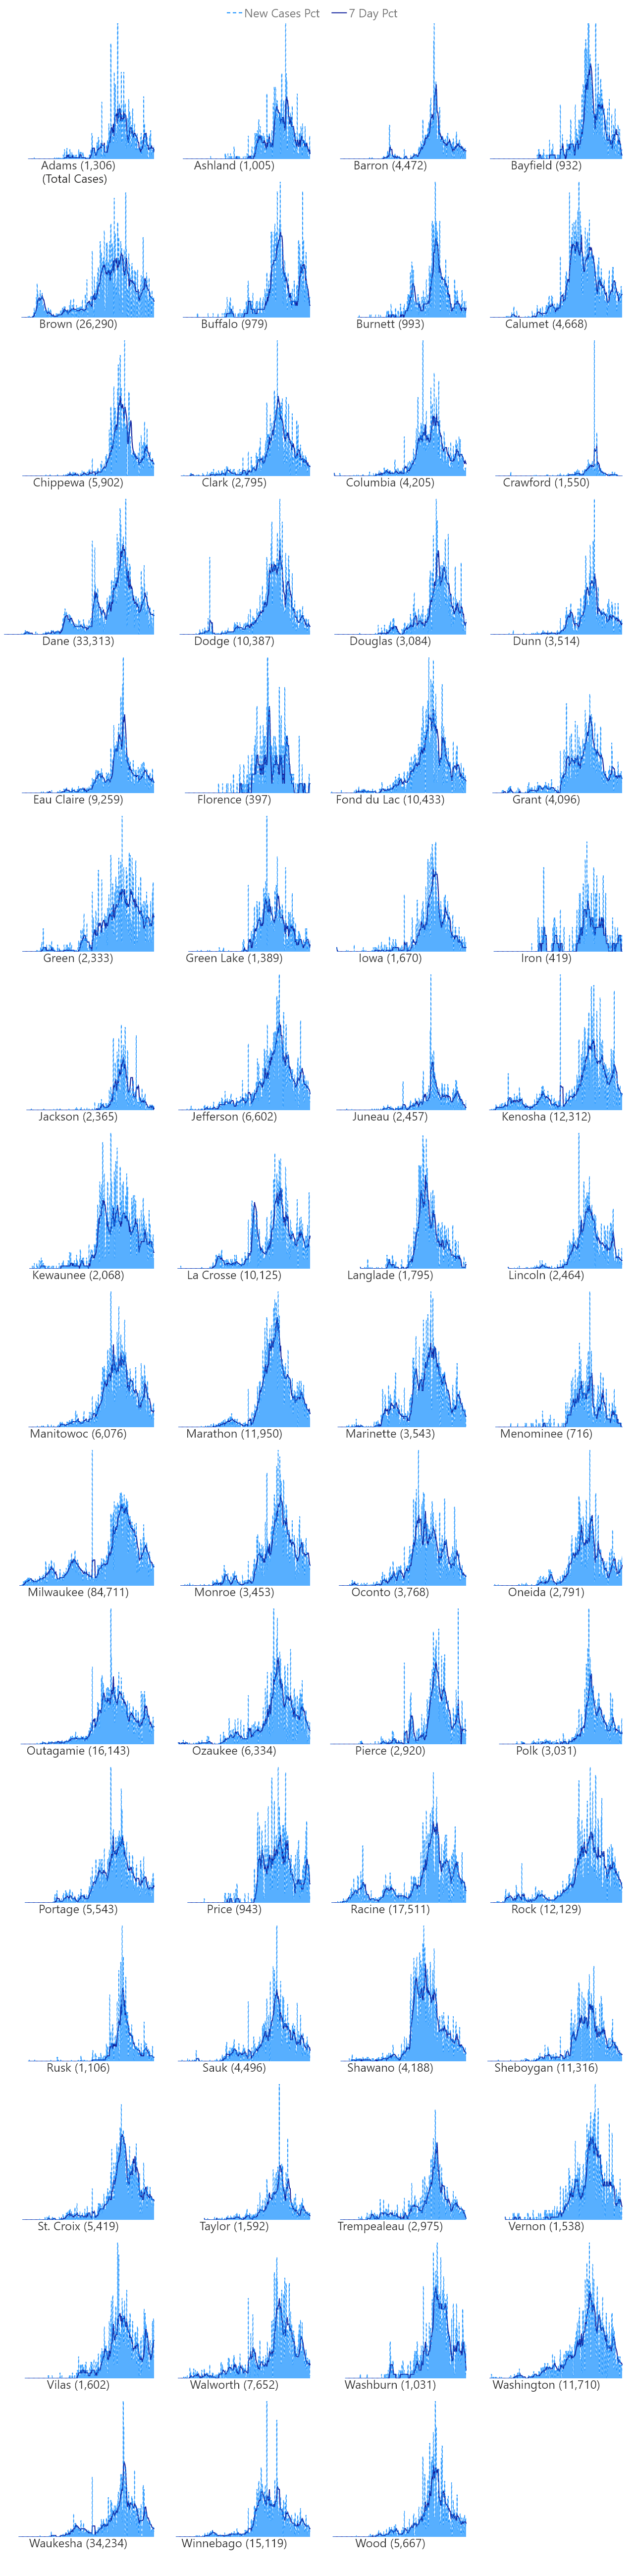 New Cases Pct 7 Day Pct
Adams (1,306) Ashland (1,005) Barron (4,472) Bayfield (932)
(Total Cases)
Brown (26,290) Buffalo (979) Burnett (993) Calumet (4,668)
Chippewa (5,902) Clark (2,795) Columbia (4,205) Crawford (1,550)
Dane (33,313) Dodge (10,387) Douglas (3,084) Dunn (3,514)
Eau Claire (9,259) Florence (397) Fond du Lac (10,433) Grant (4,096)
Green (2,333) Green Lake (1,389) Iowa (1,670) Iron (419)
Jackson (2,365) Jefferson (6,602) Juneau (2,457) Kenosha (12,312)
Kewaunee (2,068) La Crosse (10,125) Langlade (1,795) Lincoln (2,464)
Manitowoc (6,076) Marathon (11,950) Marinette (3,543) Menominee (716)
Milwaukee (84,711) Monroe (3,453) Oconto (3,768) Oneida (2,791)
Outagamie (16,143) Ozaukee (6,334) Pierce (2,920) Polk (3,031)
Portage (5,543) Price (943) Racine (17,511) Rock (12,129)
Rusk (1,106) Sauk (4,496) Shawano (4,188) Sheboygan (11,316)
St. Croix (5,419) Taylor (1,592) Trempealeau (2,975) Vernon (1,538)
Vilas (1,602) Walworth (7,652) Washburn (1,031) Washington (11,710)
Waukesha (34,234) Winnebago (15,119) Wood (5,667)